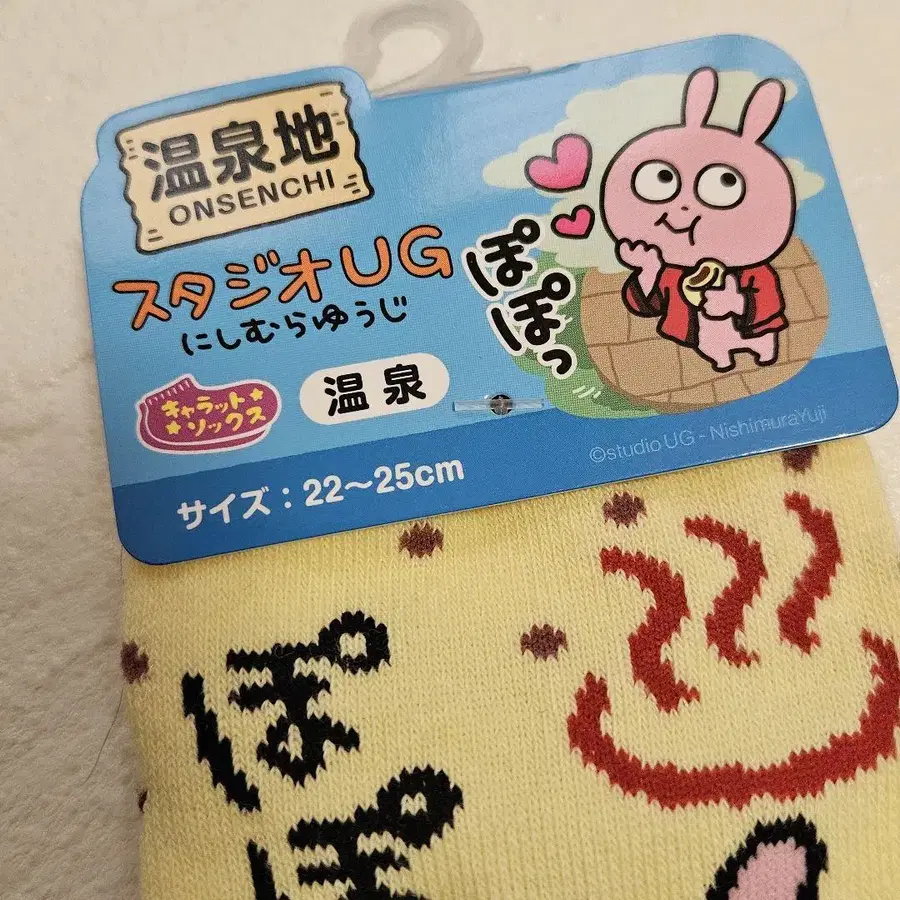 温泉地
ONSENCHI
スタジオUG
にしむらゆうじ
ぽぽっ
キャラット
ソックス
温泉
©studio UG - NishimuraYuji
サイズ：22～25cm
ぽ
ぽ